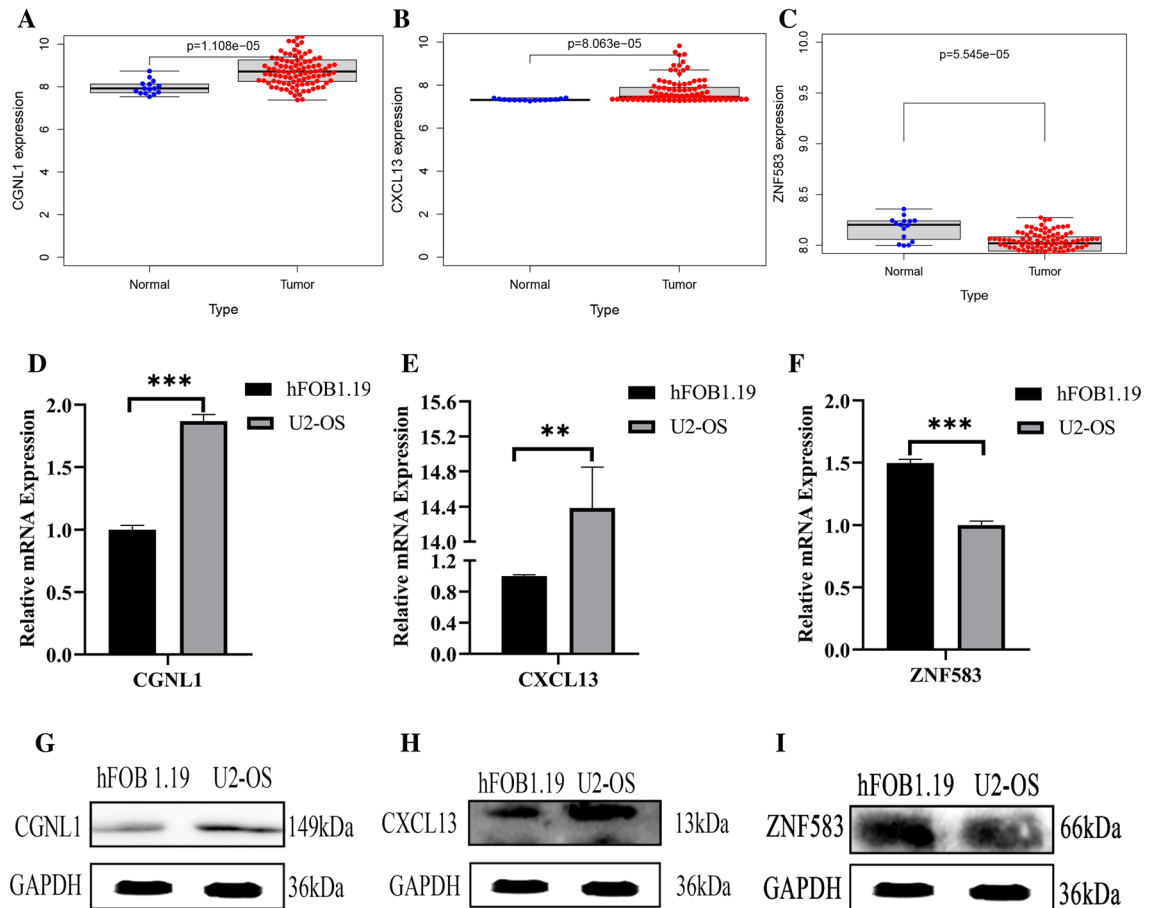 A
B
C
p=1.108e−05
p=8.063e−05
p=5.545e−05
CGNL1 expression
CXCL13 expression
ZNF583 expression
10
8
6
4
2
0
10
8
6
4
2
0
10.0
9.5
9.0
8.5
8.0
Normal
Tumor
Normal
Tumor
Normal
Tumor
Type
Type
Type
D
E
F
***
hFOB1.19
U2-OS
**
hFOB1.19
U2-OS
***
hFOB1.19
U2-OS
Relative mRNA Expression
2.0
1.5
1.0
0.5
0.0
CGNL1
Relative mRNA Expression
15.6
15.2
14.8
14.4
14.0
1.2
0.8
0.4
0.0
CXCL13
Relative mRNA Expression
2.0
1.5
1.0
0.5
0.0
ZNF583
G
H
I
hFOB 1.19 U2-OS
CGNL1 149kDa
GAPDH 36kDa
hFOB1.19 U2-OS
CXCL13 13kDa
GAPDH 36kDa
hFOB1.19 U2-OS
ZNF583 66kDa
GAPDH 36kDa